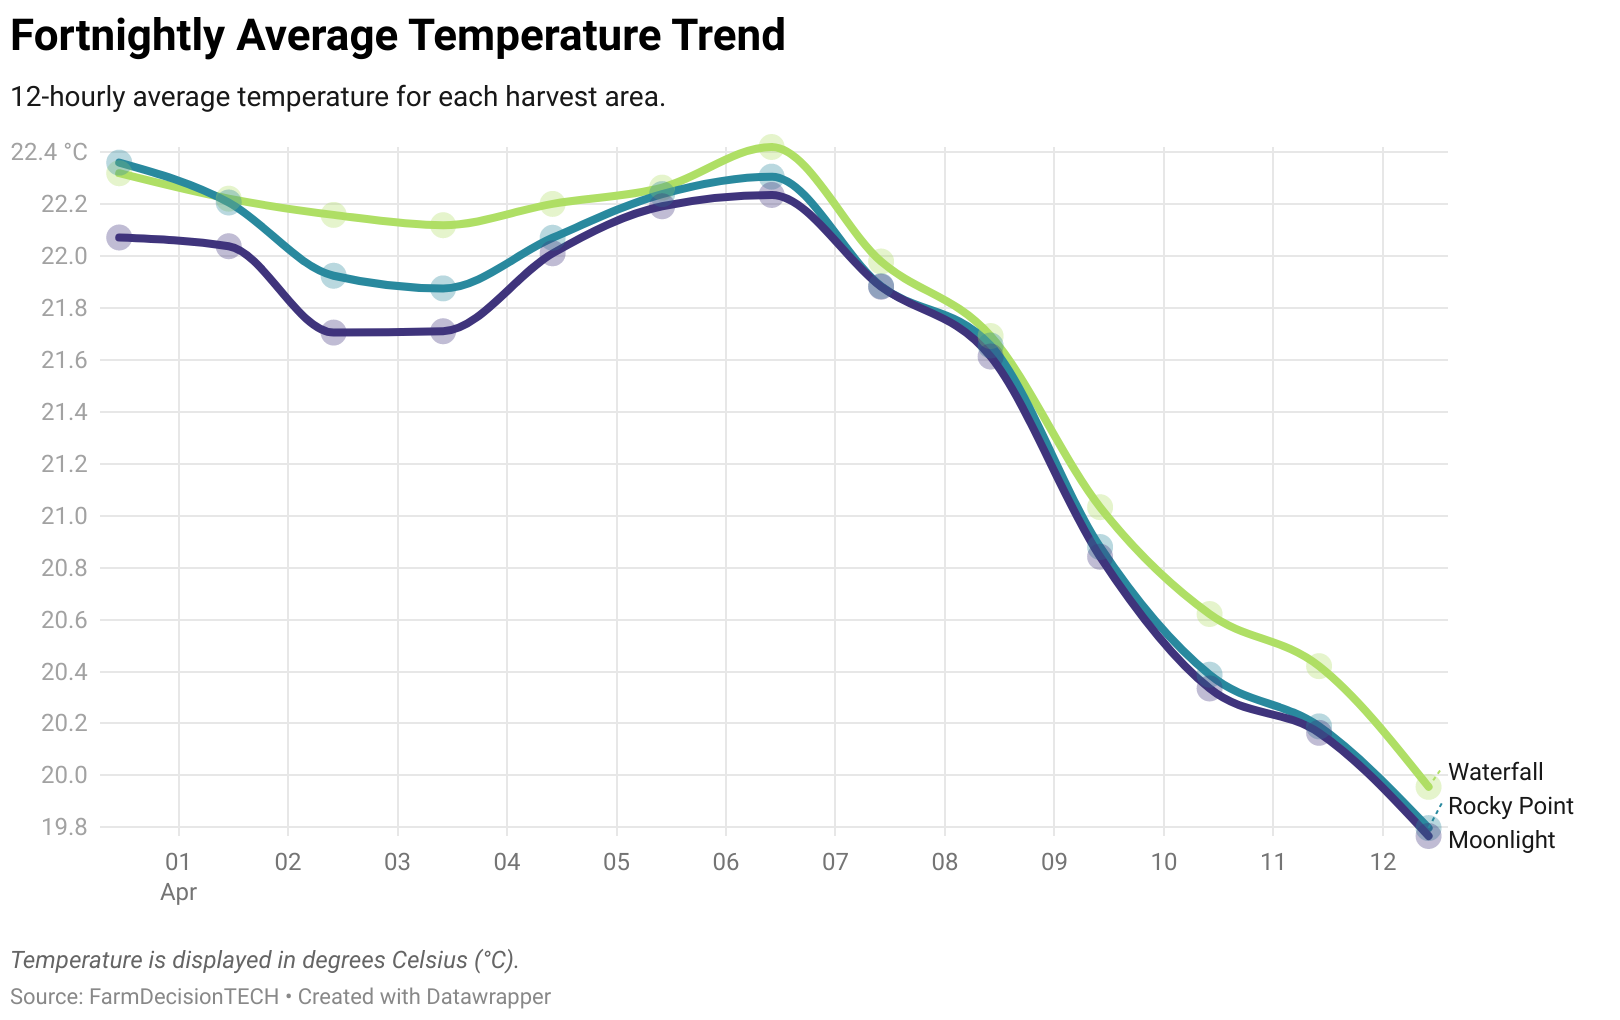 Fortnightly Average Temperature Trend
12-hourly average temperature for each harvest area.
22.4 °C
22.2
22.0
21.8
21.6
21.4
21.2
21.0
20.8
20.6
20.4
20.2
20.0
19.8
Waterfall
Rocky Point
Moonlight
01 02 03 04 05 06 07 08 09 10 11 12
Apr
Temperature is displayed in degrees Celsius (°C).
Source: FarmDecisionTECH • Created with Datawrapper